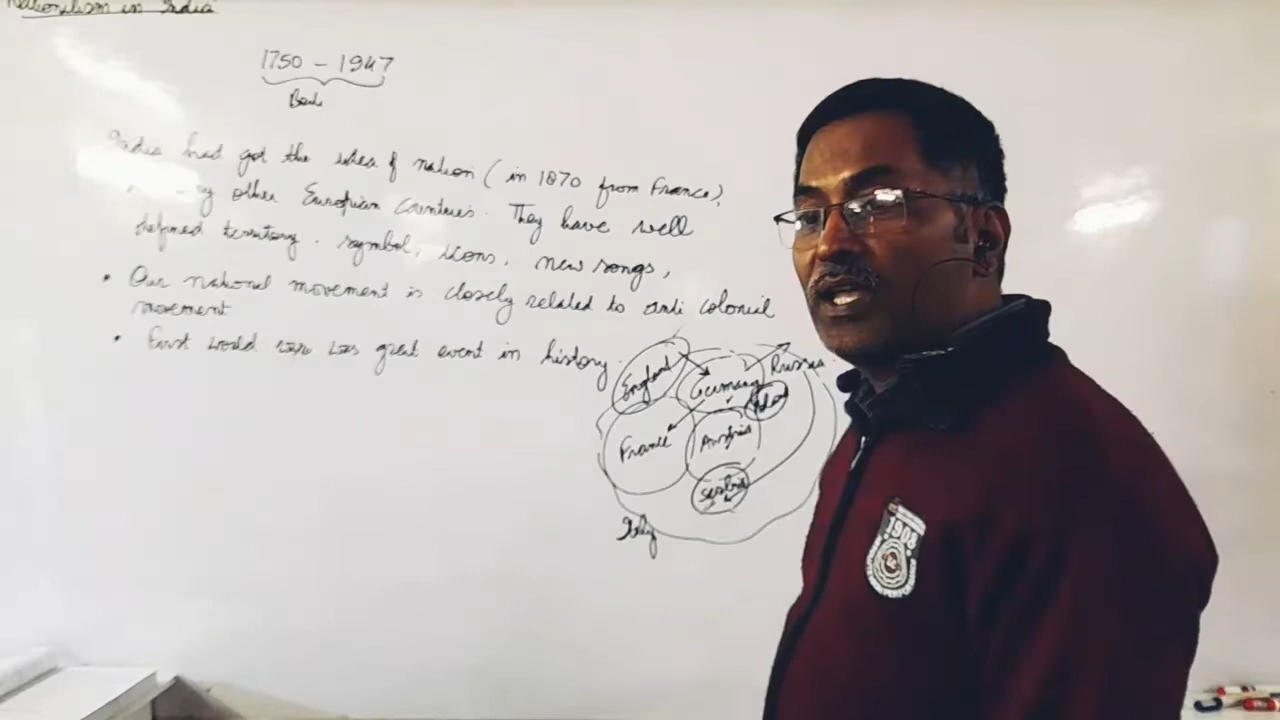 Nationalism in India
1750 - 1947
India had got the idea of nation (in 1870 from France),
other European Countries. They have well
defined territory. symbol, icons, new songs,
• Our national movement is closely related to anti colonial
movement
• First world war was great event in history.
England
Germany
Russia
France
Austria
Serbia
Italy
1908